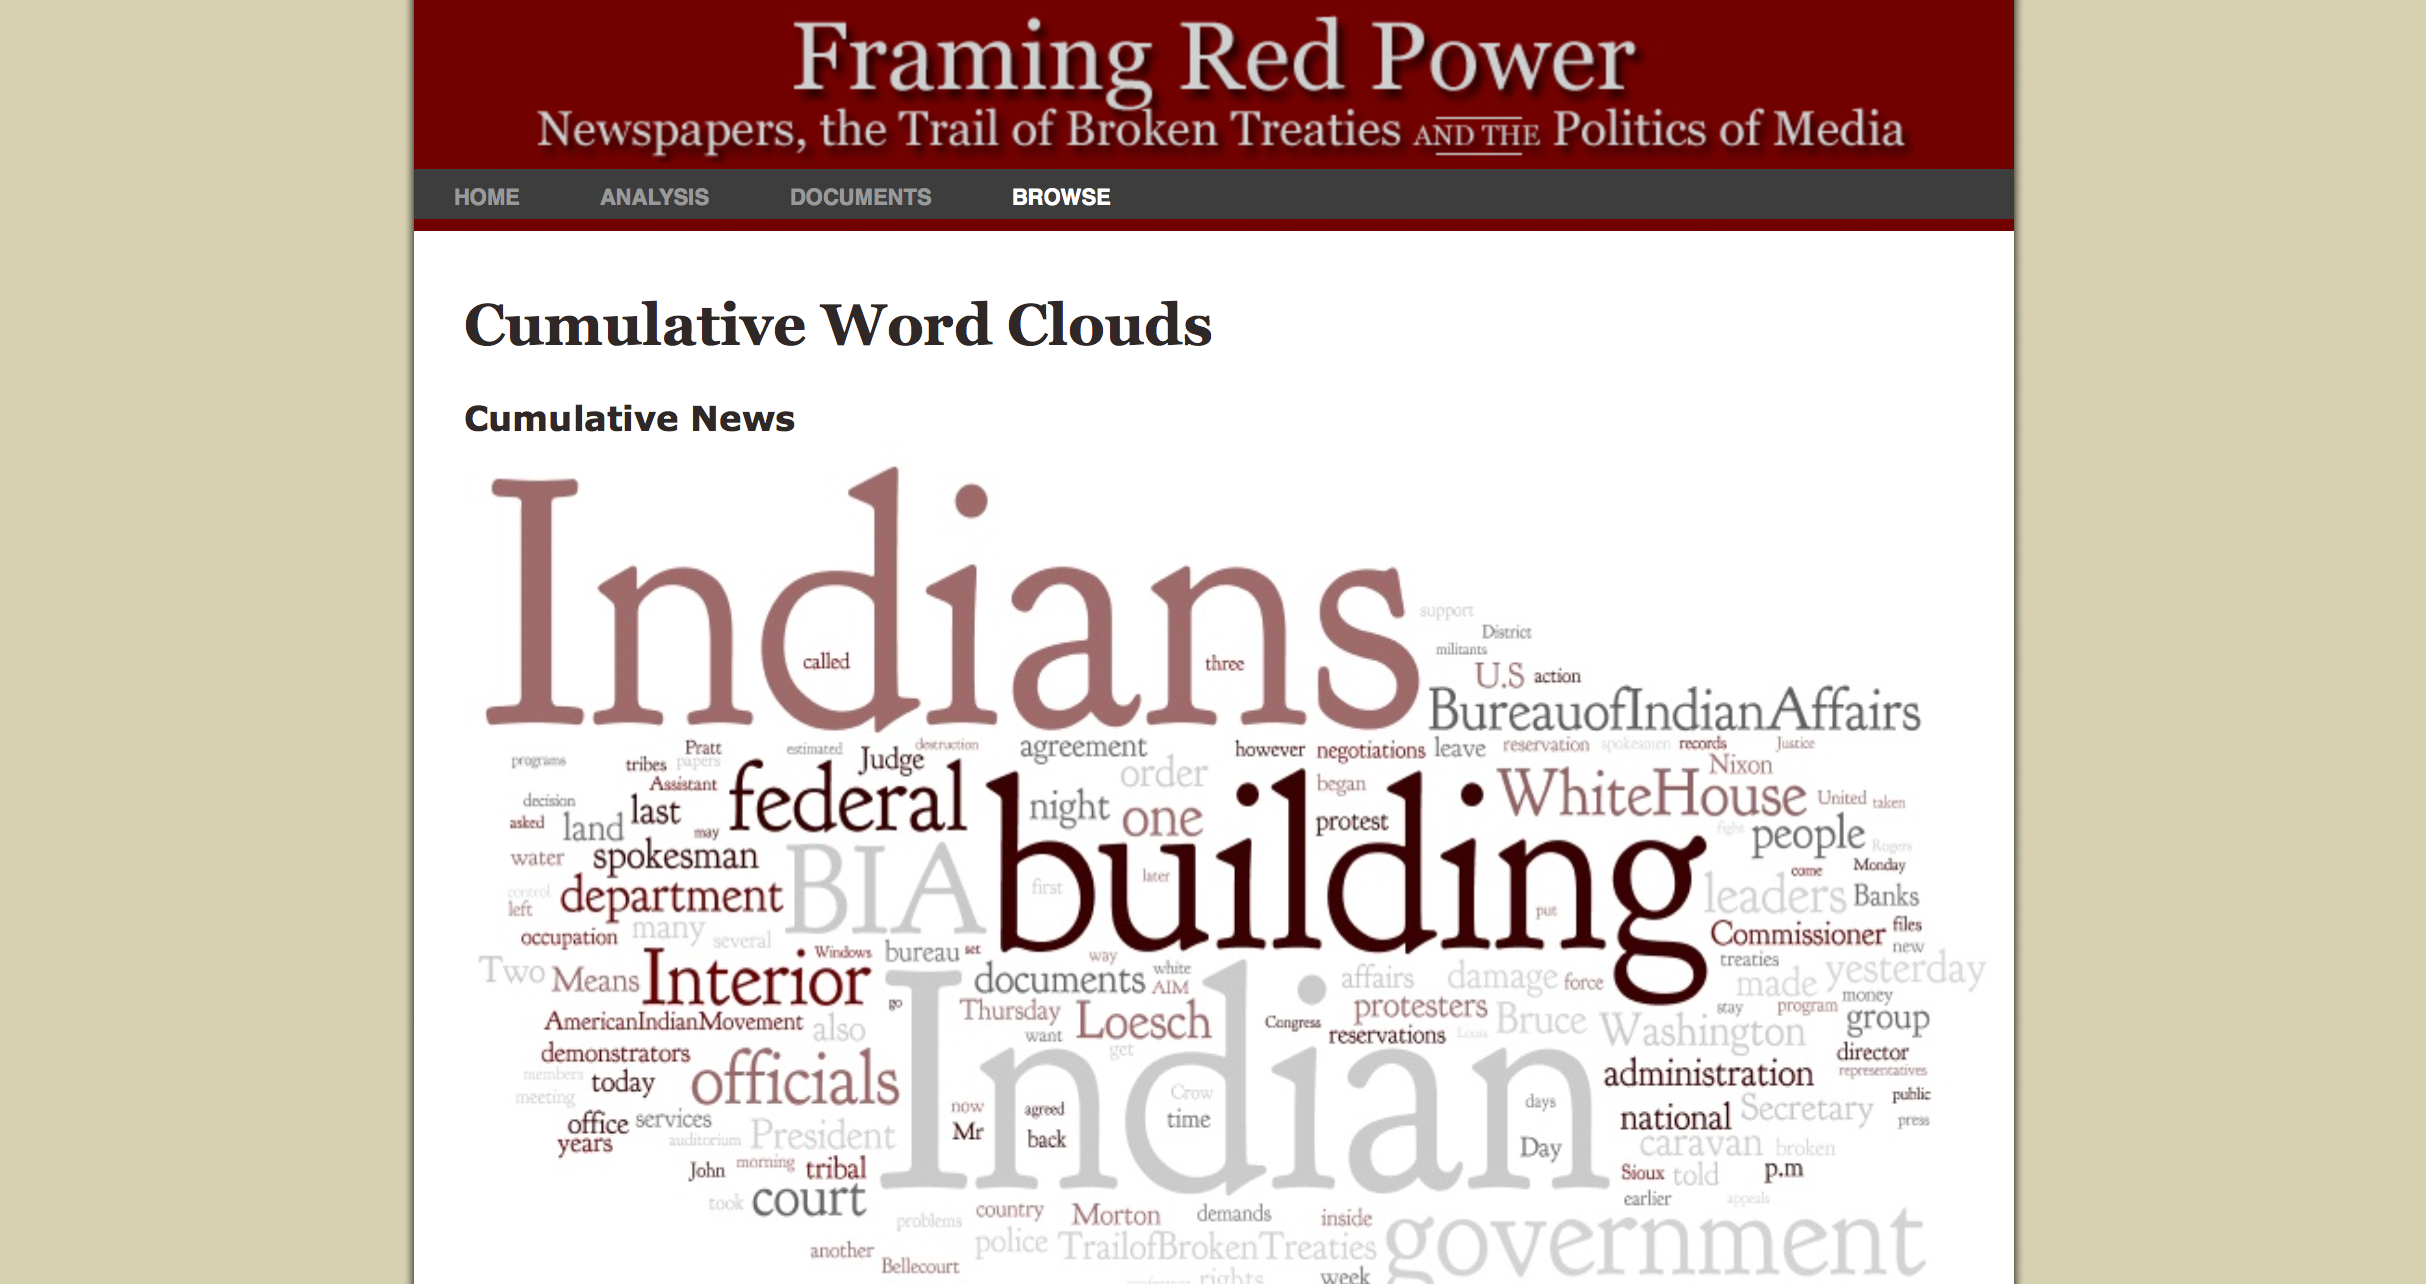 Framing Red Power
Newspapers, the Trail of Broken Treaties AND THE Politics of Media
HOME ANALYSIS DOCUMENTS BROWSE
Cumulative Word Clouds
Cumulative News
Indians
support
District
militants
called
three
U.S action
BureauofIndianAffairs
Pratt estimated Judge destruction agreement however negotiations leave reservation spokesmen records Justice
programs tribes papers
Assistant federal order began WhiteHouse Nixon
decision last night one building United taken
asked land may protest fight people Rogers
water spokesman BIA first later come Monday
control department put leaders Banks
left many several Commissioner files
occupation Windows bureau set way new
Two Means Interior documents white affairs damage force treaties made yesterday
AIM
go Thursday Loesch protesters stay program money
AmericanIndianMovement also want Congress reservations Louis Bruce Washington group
demonstrators get Indian director
members today officials administration representatives
meeting now agreed Crow days public
office services time national Secretary press
years auditorium President Mr back Day caravan broken
John morning tribal Sioux told p.m
took court earlier appeals
problems country Morton demands inside government
another police TrailofBrokenTreaties
Bellecourt rights week